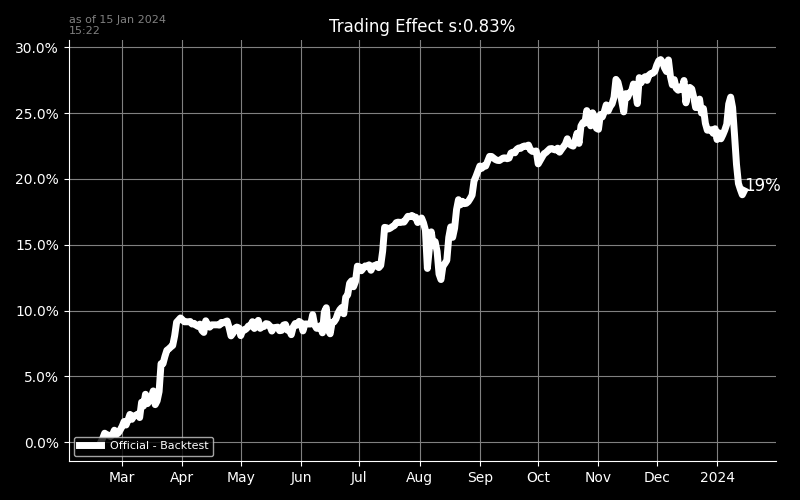 as of 15 Jan 2024
15:22
Trading Effect s:0.83%
30.0%
25.0%
20.0%
15.0%
10.0%
5.0%
0.0%
19%
Official - Backtest
Mar Apr May Jun Jul Aug Sep Oct Nov Dec 2024